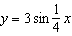 y = 3 sin 1/4 x